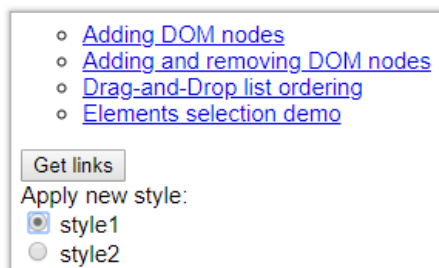 Adding DOM nodes
Adding and removing DOM nodes
Drag-and-Drop list ordering
Elements selection demo
Get links
Apply new style:
style1
style2